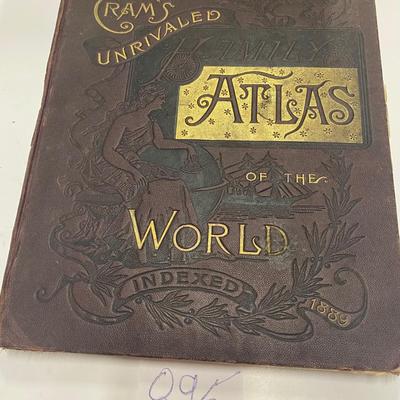 CRAM'S
UNRIVALED
FAMILY
ATLAS
OF THE
WORLD
INDEXED
1889